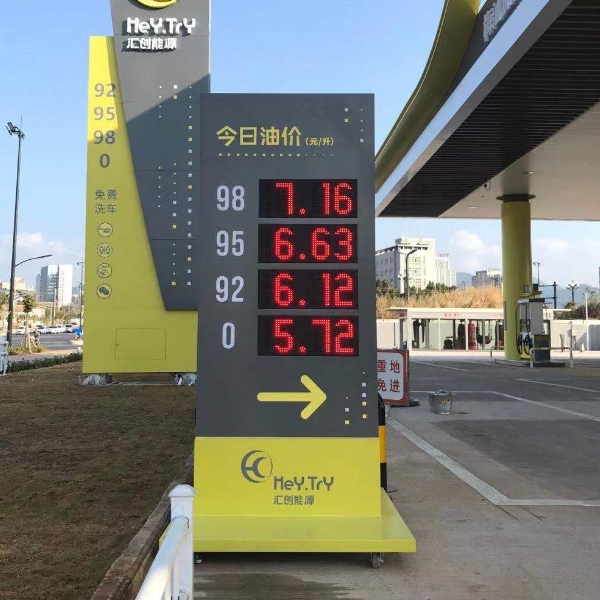 HeY.TrY
汇创能源
92
95
98
0
免费
洗车
今日油价(元/升)
98 7.16
95 6.63
92 6.12
0 5.72
HeY.TrY
汇创能源
重地
免进